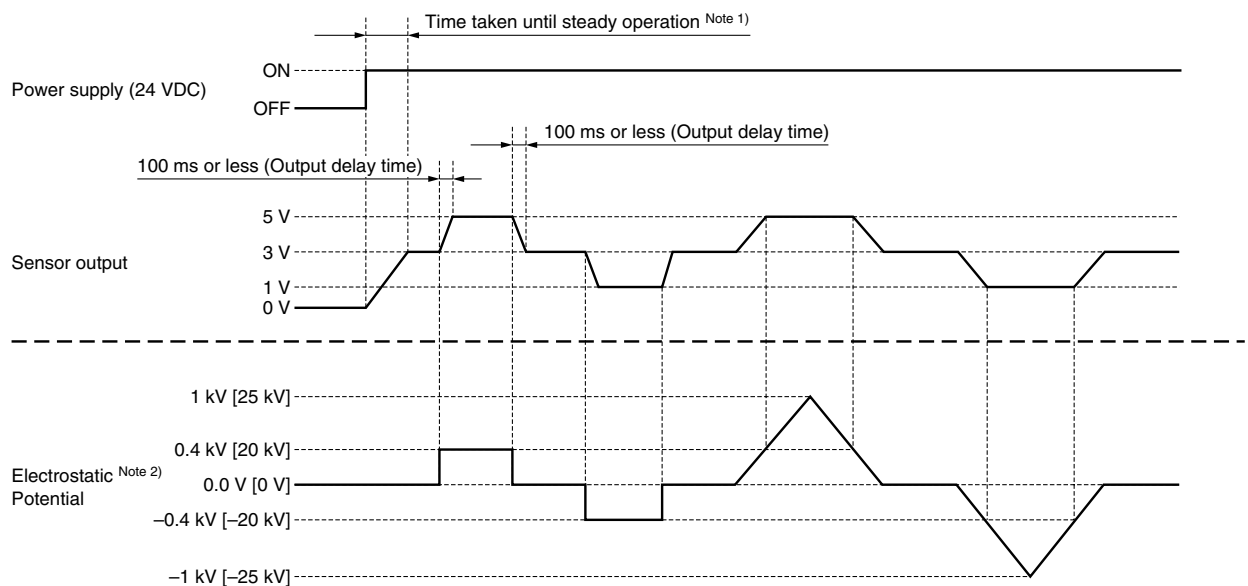 Time taken until steady operation Note 1)
Power supply (24 VDC)
ON
OFF
100 ms or less (Output delay time)
100 ms or less (Output delay time)
Sensor output
5 V
3 V
1 V
0 V
Electrostatic Note 2)
Potential
1 kV [25 kV]
0.4 kV [20 kV]
0.0 V [0 V]
–0.4 kV [–20 kV]
–1 kV [–25 kV]